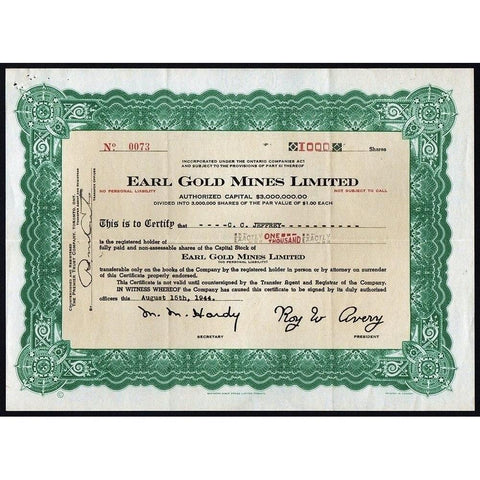 No. 0073
1000 Shares
INCORPORATED UNDER THE ONTARIO COMPANIES ACT
AND SUBJECT TO THE PROVISIONS OF PART XI THEREOF
EARL GOLD MINES LIMITED
NO PERSONAL LIABILITY
NOT SUBJECT TO CALL
AUTHORIZED CAPITAL $3,000,000.00
DIVIDED INTO 3,000,000 SHARES OF THE PAR VALUE OF $1.00 EACH
This is to Certify that -----C. C. JEFFREY----------
is the registered holder of EXACTLY ONE THOUSAND EXACTLY
fully paid and non-assessable shares of the Capital Stock of
EARL GOLD MINES LIMITED
NO PERSONAL LIABILITY
transferable only on the books of the Company by the registered holder in person or by attorney on surrender
of this Certificate properly endorsed.
This Certificate is not valid until countersigned by the Transfer Agent and Registrar of the Company.
IN WITNESS WHEREOF the Company has caused this certificate to be signed by its duly authorized
officers this August 15th, 1944.
M. M. Hardy
Roy W Avery
SECRETARY
PRESIDENT
COUNTERSIGNED & REGISTERED
By
TRANSFER OFFICER